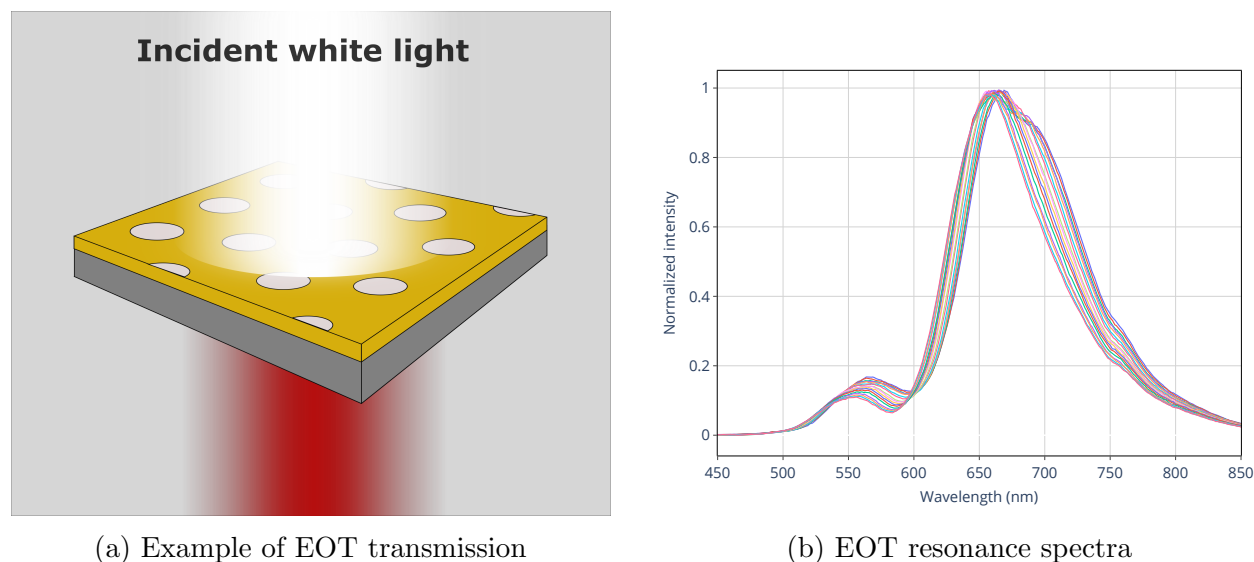 Incident white light
(a) Example of EOT transmission
1
0.8
0.6
0.4
0.2
0
Normalized intensity
450 500 550 600 650 700 750 800 850
Wavelength (nm)
(b) EOT resonance spectra